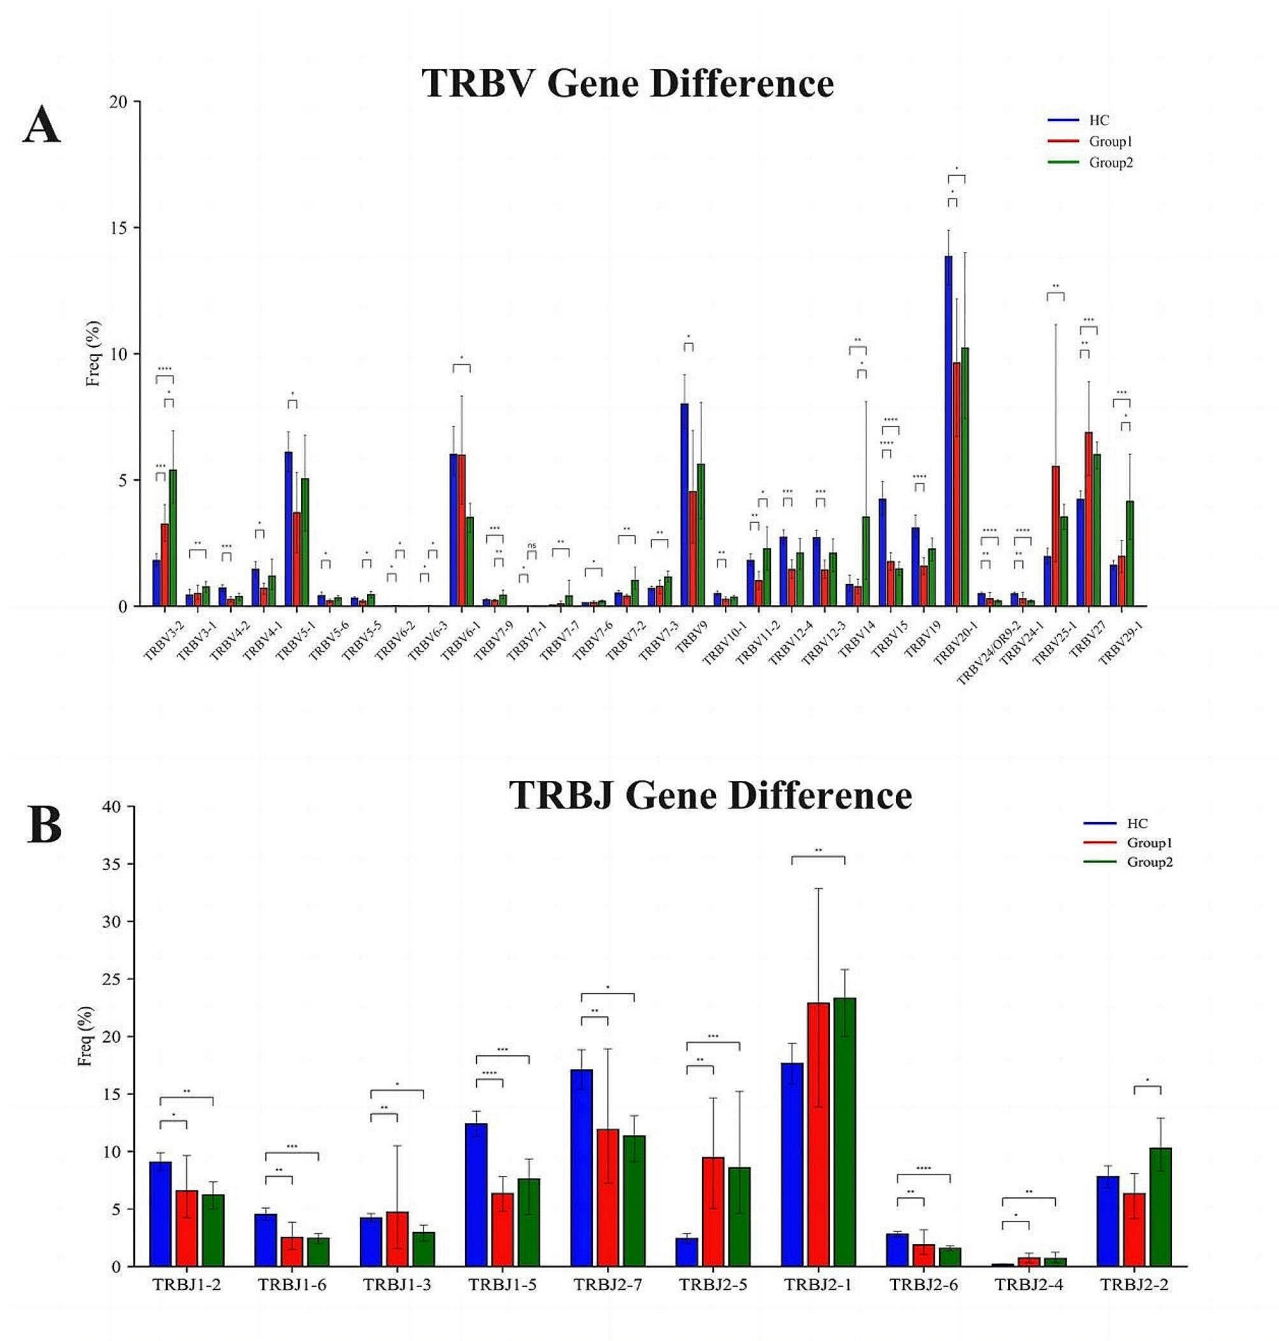 TRBV Gene Difference
A
20
15
10
5
0
Freq (%)
HC
Group1
Group2
****
***
*
**
***
*
*
*
*
*
*
*
*
*
***
**
*
ns
**
*
**
**
*
**
**
*
***
***
**
*
****
****
****
*
*
****
**
****
**
**
***
**
***
*
TRBV3-2
TRBV3-1
TRBV4-2
TRBV4-1
TRBV5-1
TRBV5-6
TRBV5-5
TRBV6-2
TRBV6-3
TRBV6-1
TRBV7-9
TRBV7-1
TRBV7-7
TRBV7-6
TRBV7-2
TRBV7-3
TRBV9
TRBV10-1
TRBV11-2
TRBV12-4
TRBV12-3
TRBV14
TRBV15
TRBV19
TRBV20-1
TRBV24/OR9-2
TRBV24-1
TRBV25-1
TRBV27
TRBV29-1
TRBJ Gene Difference
B
40
35
30
25
20
15
10
5
0
Freq (%)
HC
Group1
Group2
**
*
***
**
*
**
***
****
*
**
***
**
**
****
**
**
*
*
TRBJ1-2
TRBJ1-6
TRBJ1-3
TRBJ1-5
TRBJ2-7
TRBJ2-5
TRBJ2-1
TRBJ2-6
TRBJ2-4
TRBJ2-2